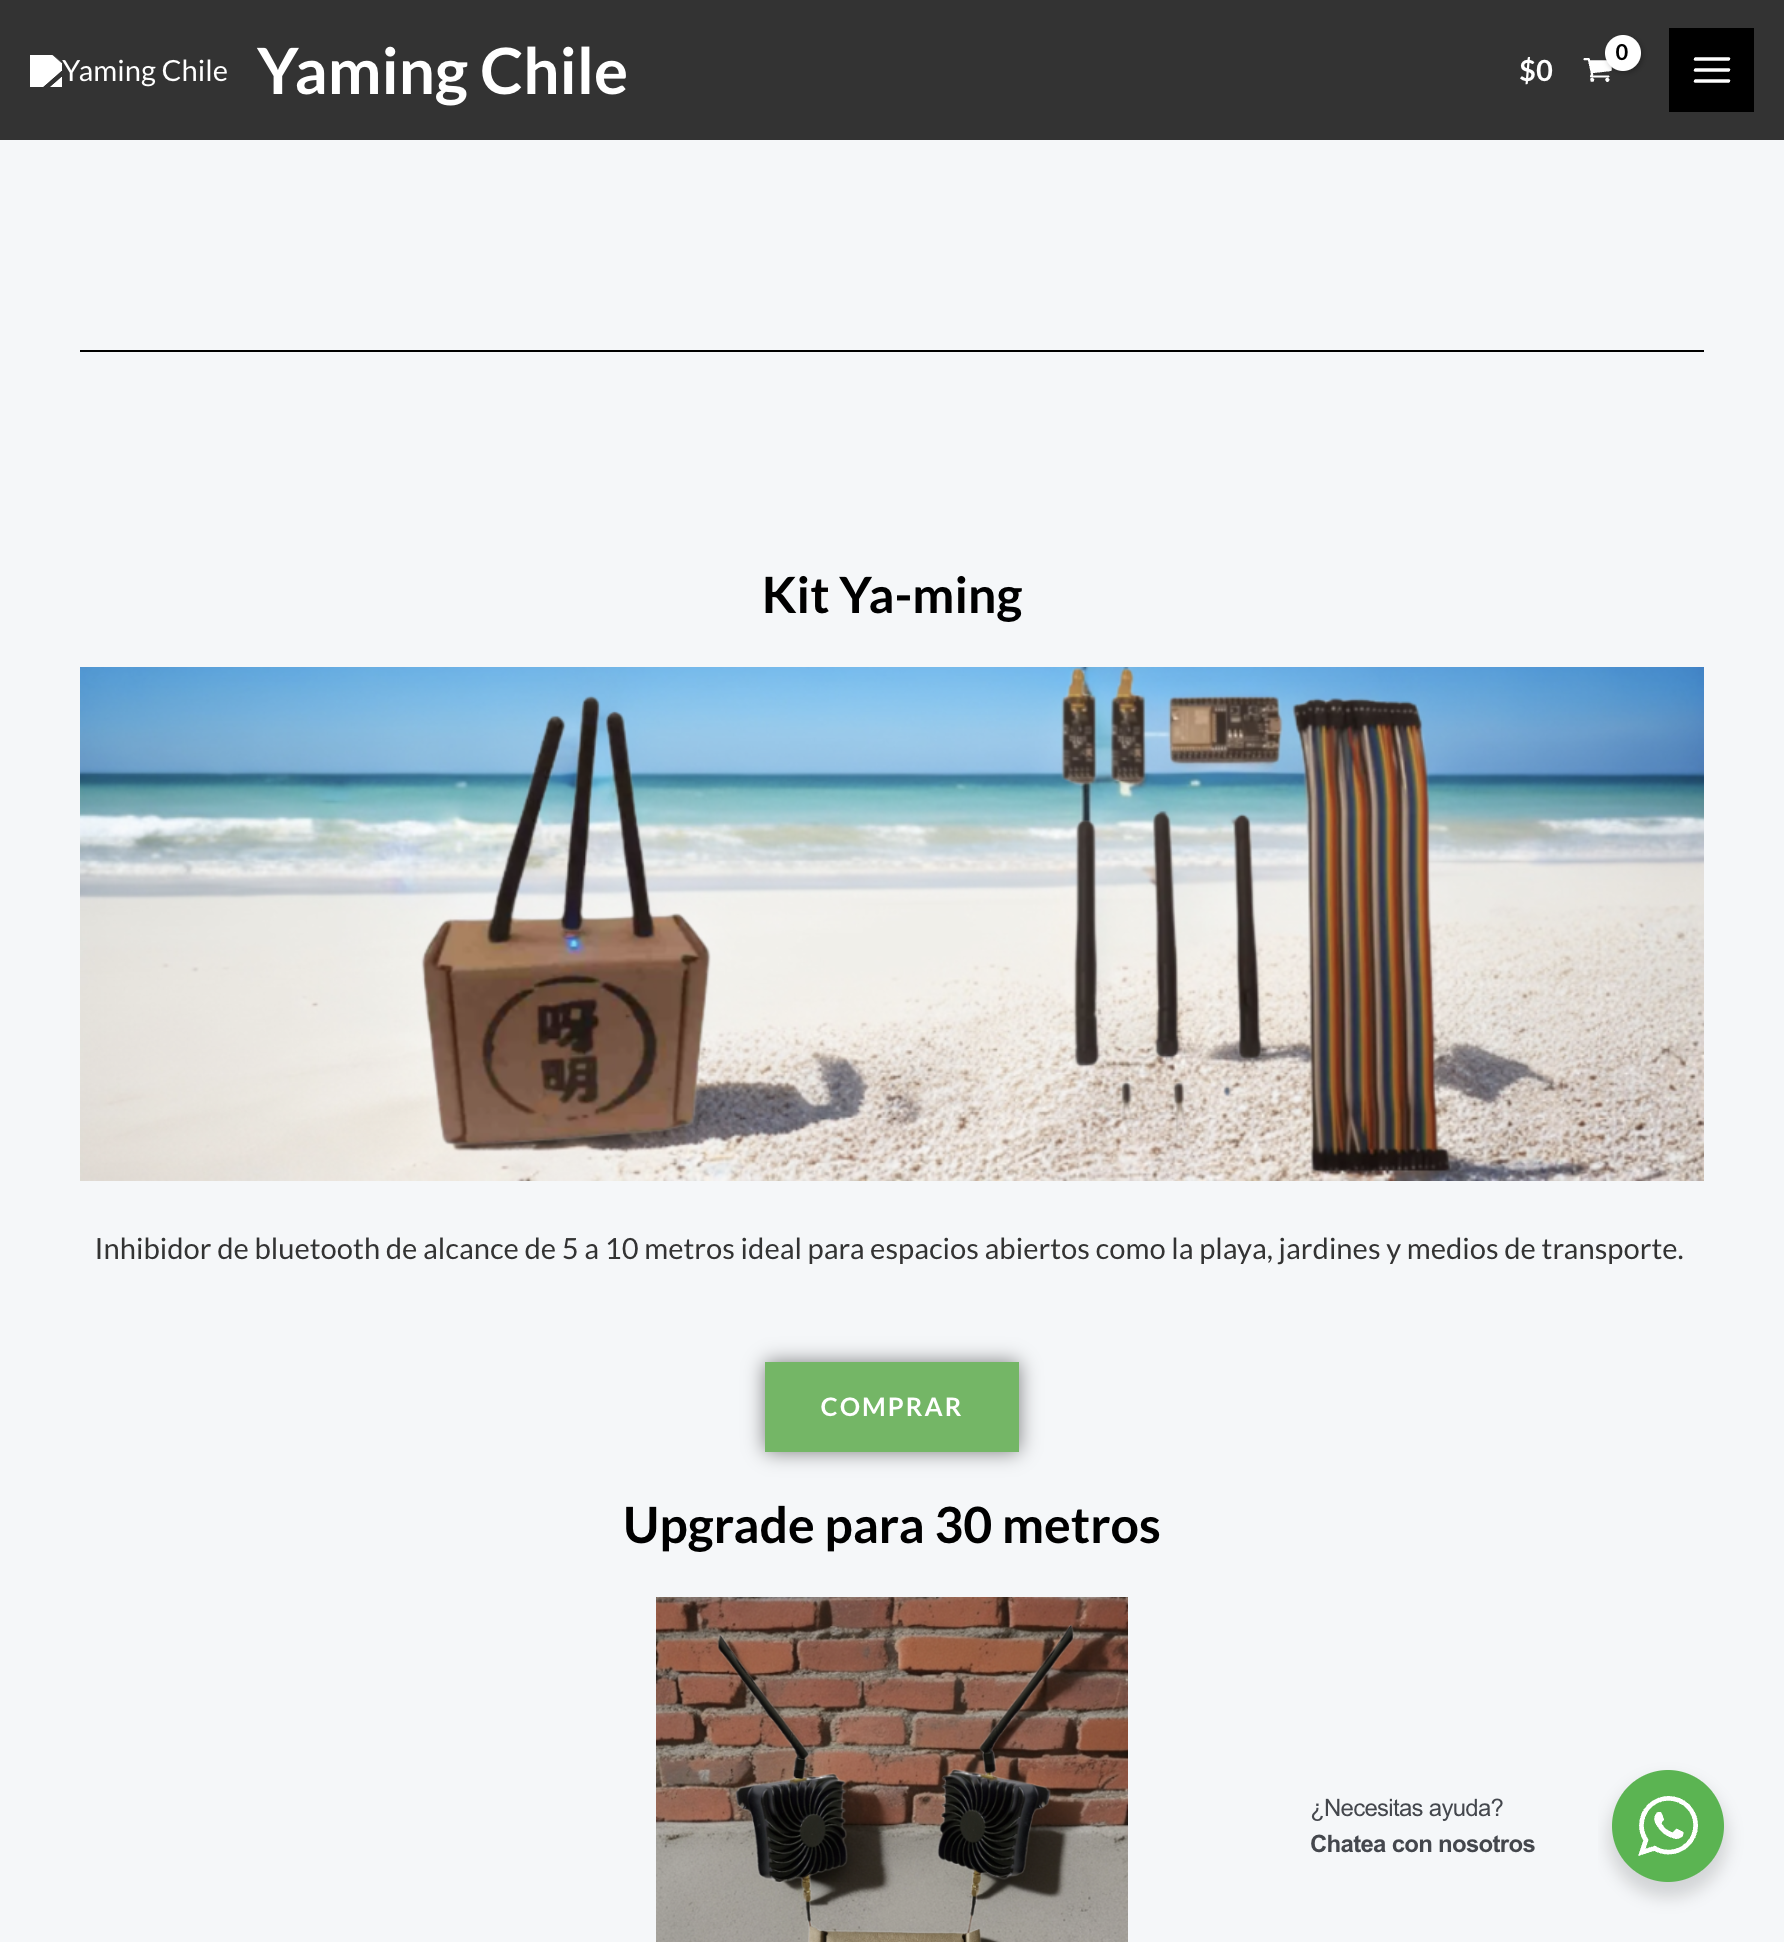 Yaming Chile
Yaming Chile
$0
0
Kit Ya-ming
呀
明
Inhibidor de bluetooth de alcance de 5 a 10 metros ideal para espacios abiertos como la playa, jardines y medios de transporte.
COMPRAR
Upgrade para 30 metros
¿Necesitas ayuda?
Chatea con nosotros